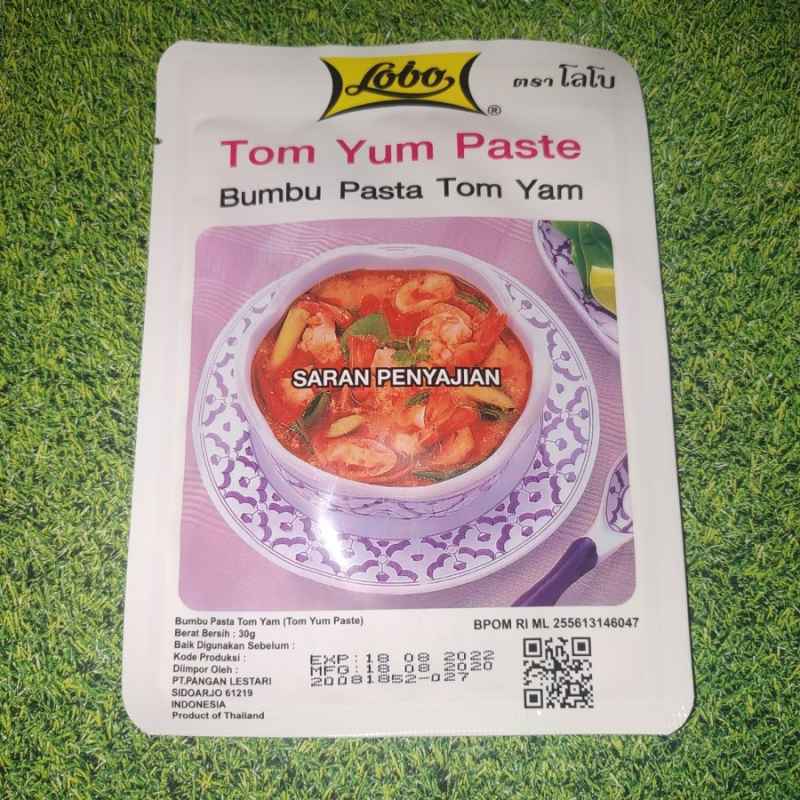 Lobo
®
ตรา โลโบ
Tom Yum Paste
Bumbu Pasta Tom Yam
SARAN PENYAJIAN
Bumbu Pasta Tom Yam (Tom Yum Paste)
Berat Bersih : 30g
Baik Digunakan Sebelum :
Kode Produksi :
Diimpor Oleh :
PT.PANGAN LESTARI
SIDOARJO 61219
INDONESIA
Product of Thailand
EXP:18 08 2022
MFG:18 08 2020
20081852-027
BPOM RI ML 255613146047